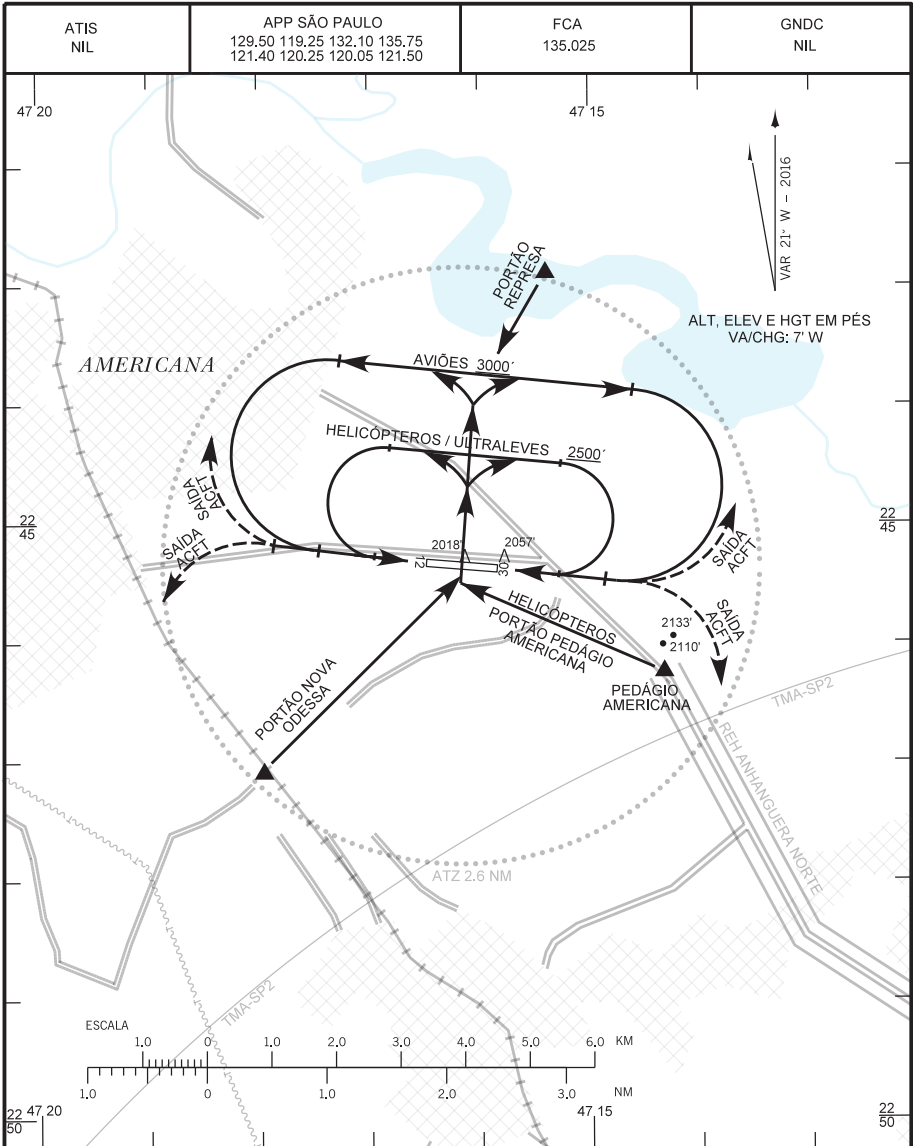 ATIS
NIL
APP SÃO PAULO
129.50 119.25 132.10 135.75
121.40 120.25 120.05 121.50
FCA
135.025
GNDC
NIL
47 20
47 15
VAR 21° W - 2016
PORTÃO
REPRESA
ALT, ELEV E HGT EM PÉS
VA/CHG: 7' W
AMERICANA
AVIÕES 3000´
HELICÓPTEROS / ULTRALEVES 2500´
SAÍDA
ACFT
22
45
22
45
SAÍDA
ACFT
2018'
2057'
12
30
SAÍDA
ACFT
HELICÓPTEROS
PORTÃO PEDÁGIO
AMERICANA
SAÍDA
ACFT
2133'
2110'
PORTÃO NOVA
ODESSA
PEDÁGIO
AMERICANA
TMA-SP2
REH ANHANGUERA NORTE
ATZ 2.6 NM
TMA-SP2
ESCALA
1.0 0 1.0 2.0 3.0 4.0 5.0 6.0 KM
1.0 0 1.0 2.0 3.0 NM
22
50
47 20
47 15
22
50